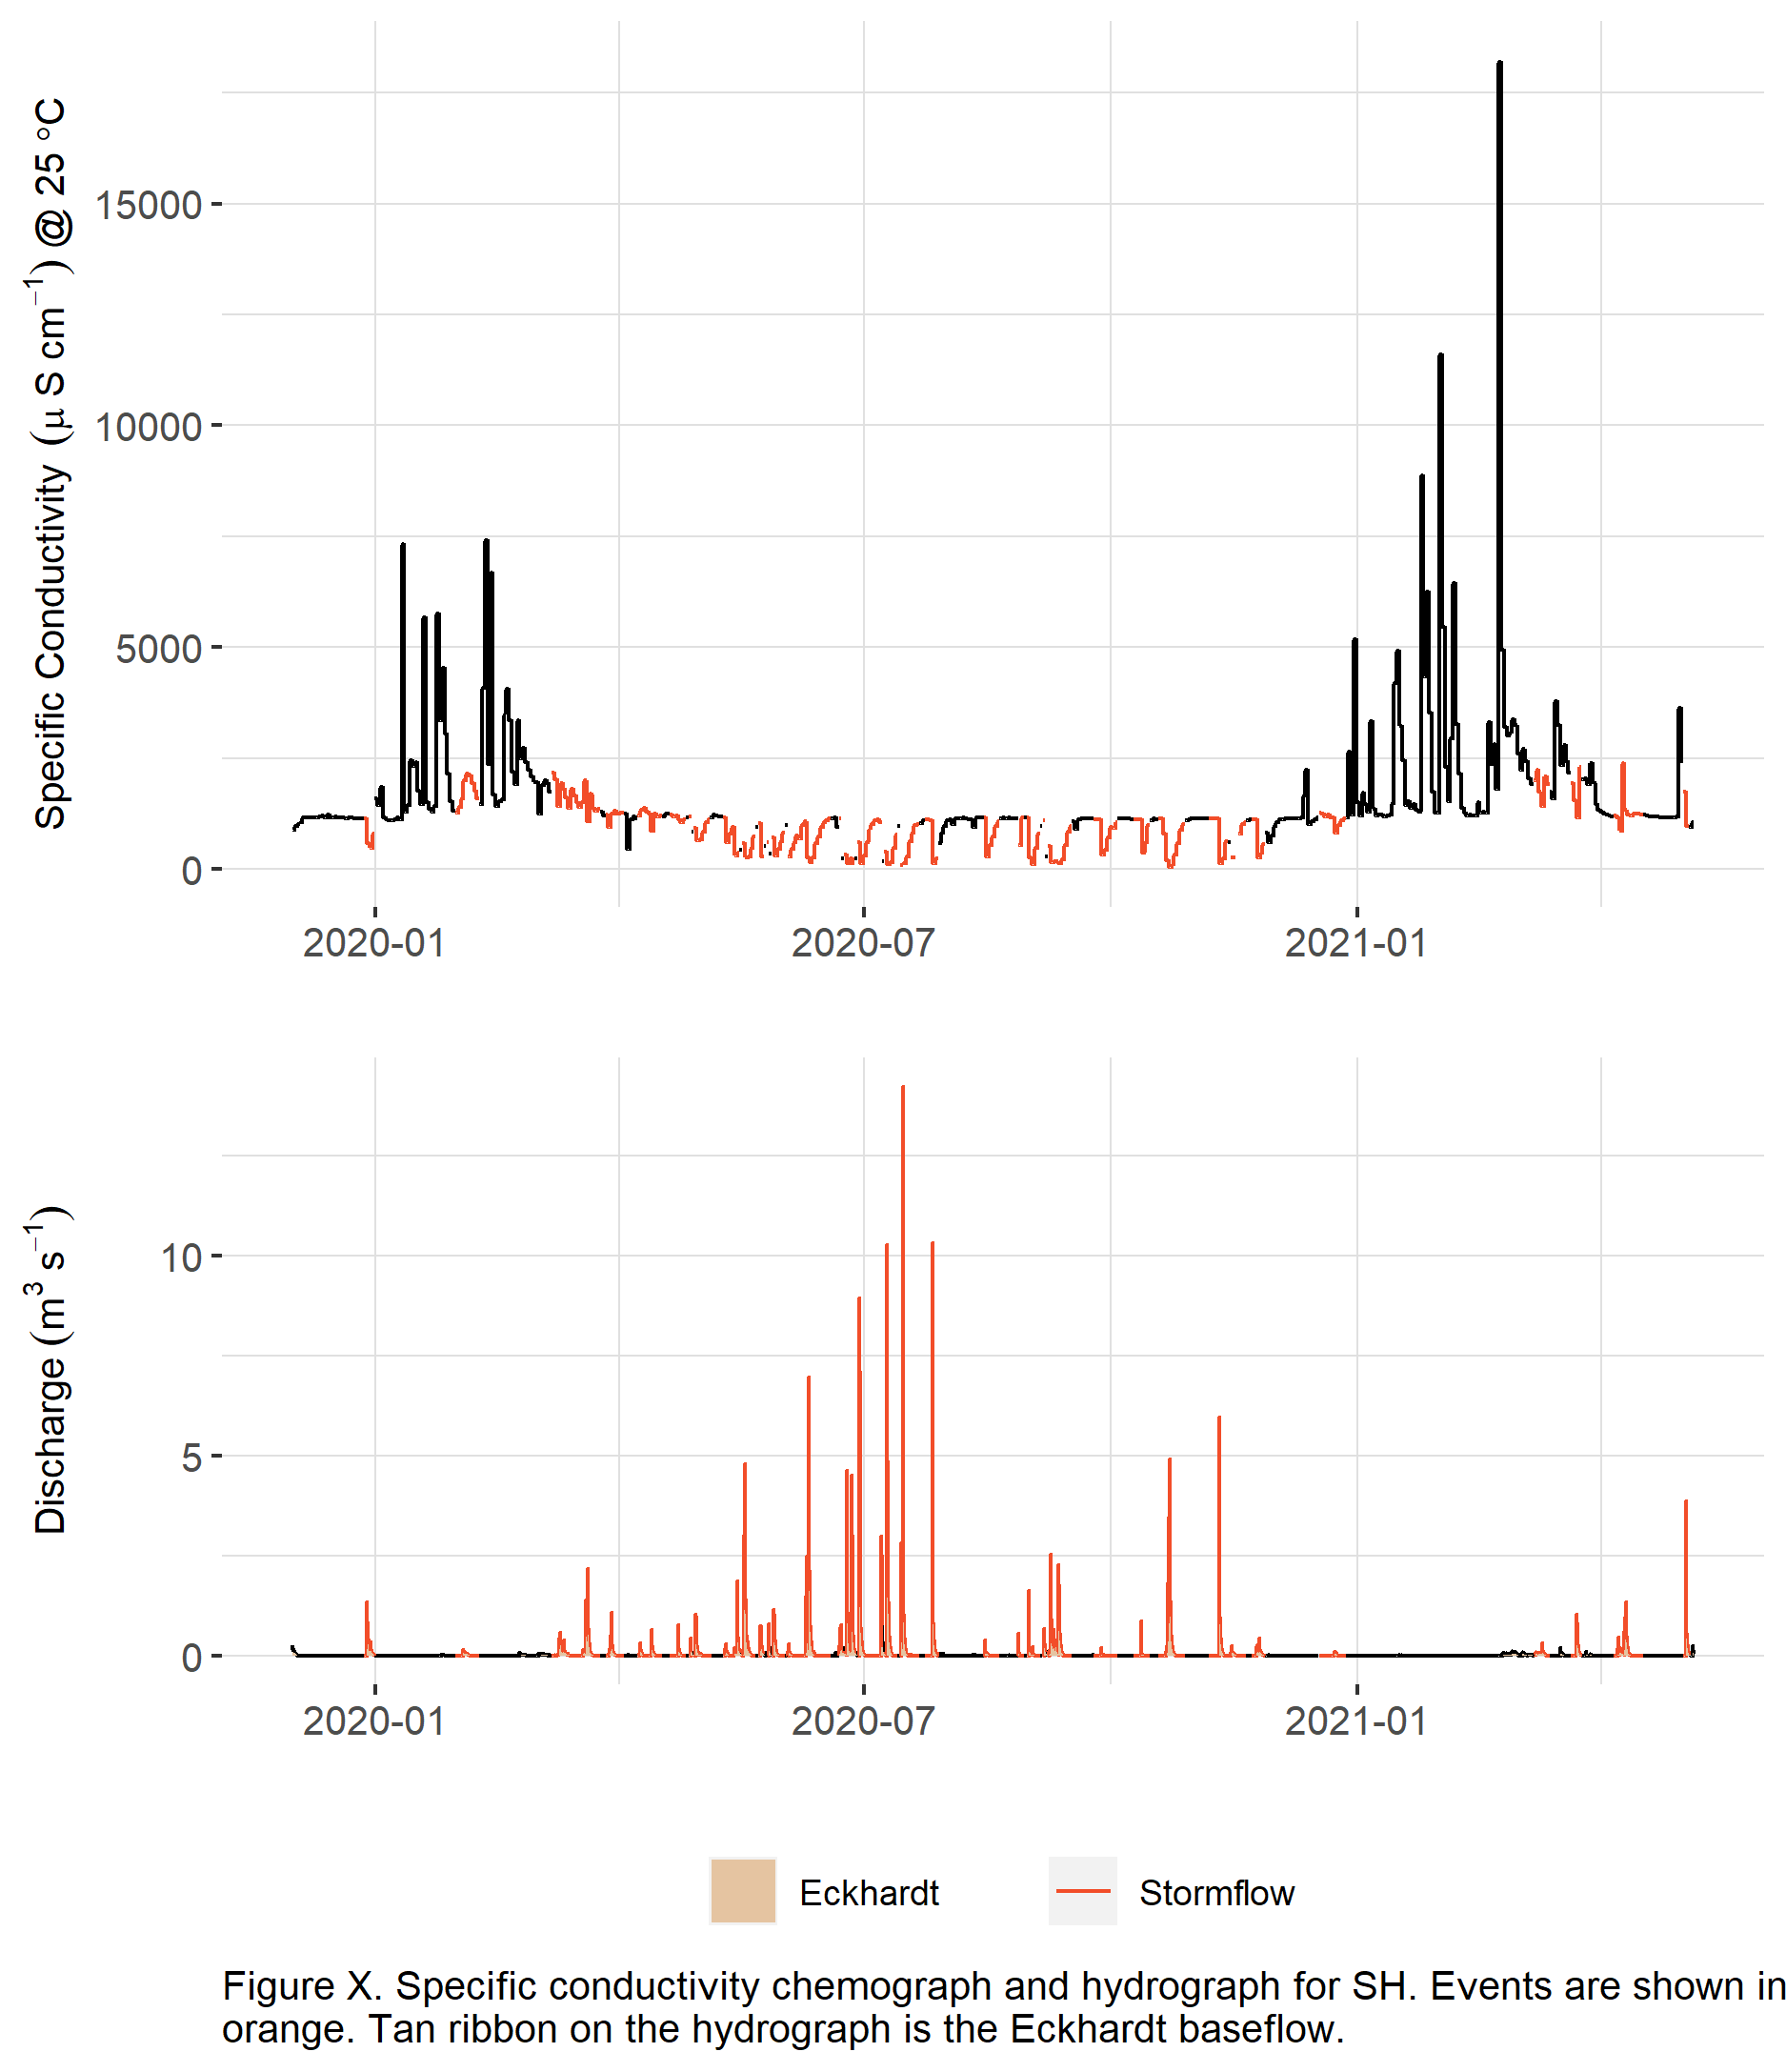 Specific Conductivity (μ S cm⁻¹) @ 25 °C
15000
10000
5000
0
2020-01 2020-07 2021-01
Discharge (m³ s⁻¹)
10
5
0
2020-01 2020-07 2021-01
Eckhardt Stormflow
Figure X. Specific conductivity chemograph and hydrograph for SH. Events are shown in
orange. Tan ribbon on the hydrograph is the Eckhardt baseflow.